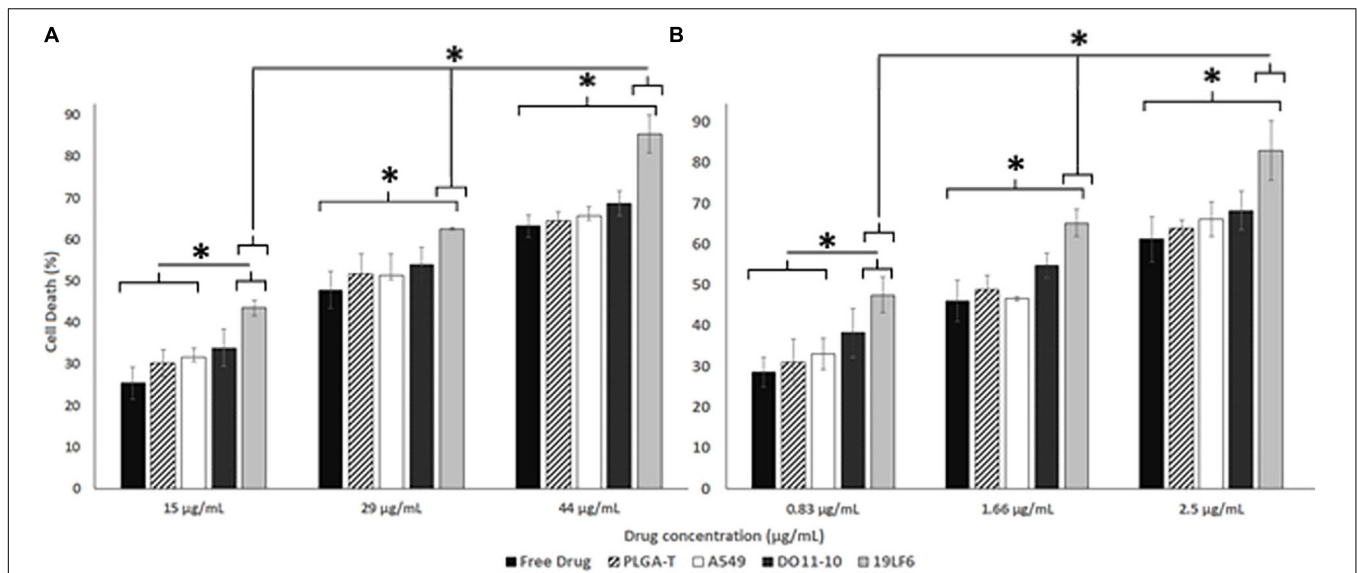 A
B
*
*
*
*
*
*
*
*
Cell Death (%)
90
80
70
60
50
40
30
20
10
0
90
80
70
60
50
40
30
20
10
0
15 µg/mL
29 µg/mL
44 µg/mL
0.83 µg/mL
1.66 µg/mL
2.5 µg/mL
Drug concentration (µg/mL)
Free Drug PLGA-T A549 DO11-10 19LF6